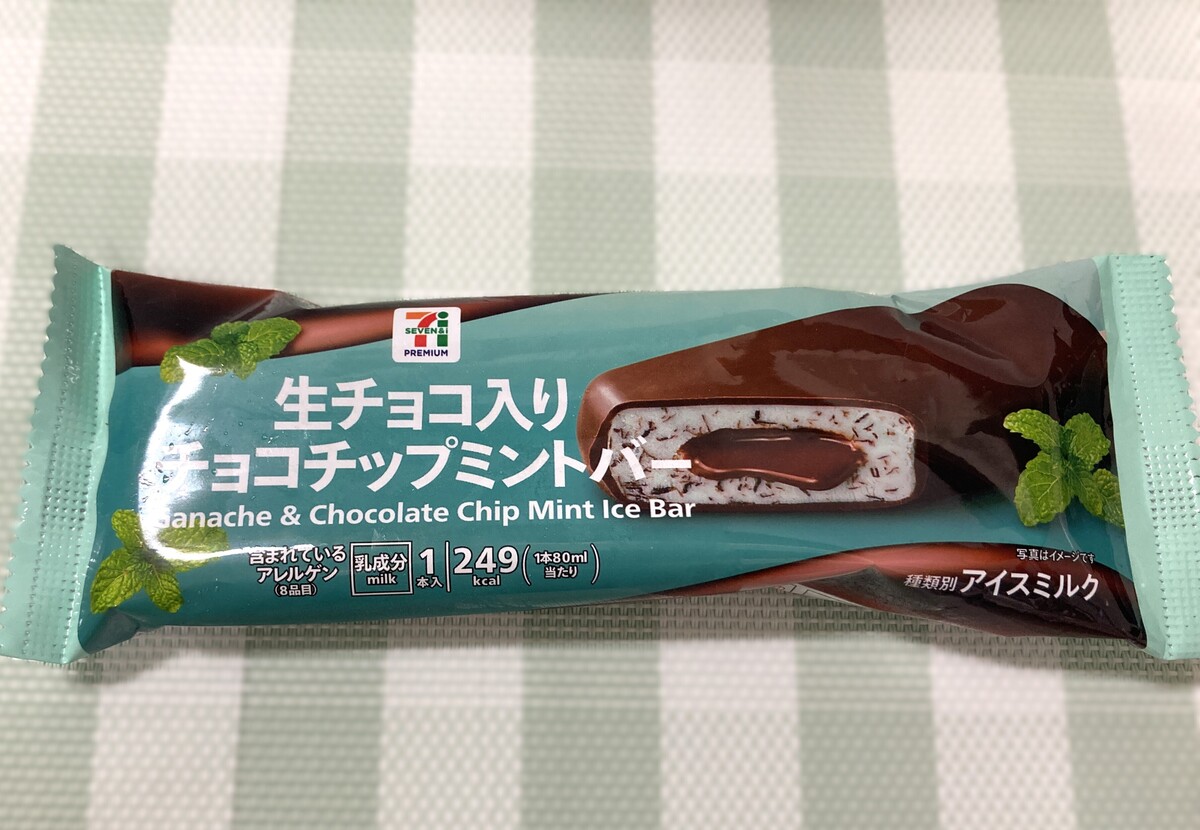 SEVEN&i
PREMIUM
生チョコ入り
チョコチップミントバー
Ganache & Chocolate Chip Mint Ice Bar
含まれている
アレルゲン
(8品目)
乳成分
milk
1
本入
249
kcal
(1本80ml
当たり)
写真はイメージです
種類別 アイスミルク